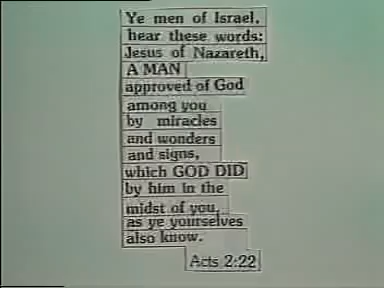 Ye men of Israel,
hear these words:
Jesus of Nazareth,
A MAN
approved of God
among you
by miracles
and wonders
and signs,
which GOD DID
by him in the
midst of you,
as ye yourselves
also know.
Acts 2:22